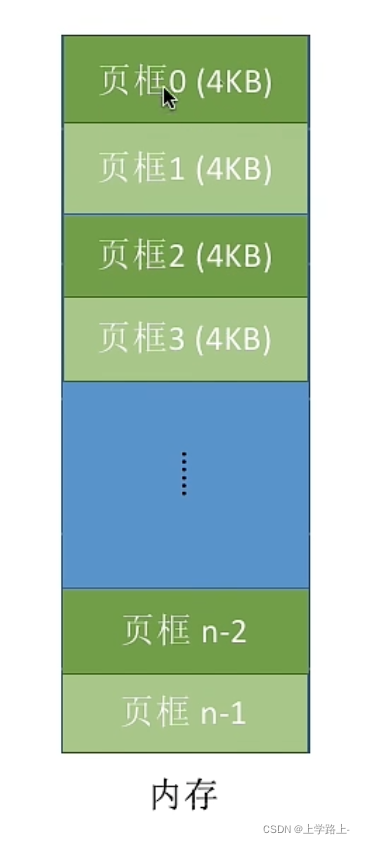 页框0 (4KB)
页框1 (4KB)
页框2 (4KB)
页框3 (4KB)
......
页框 n-2
页框 n-1
内存
CSDN @上学路上-